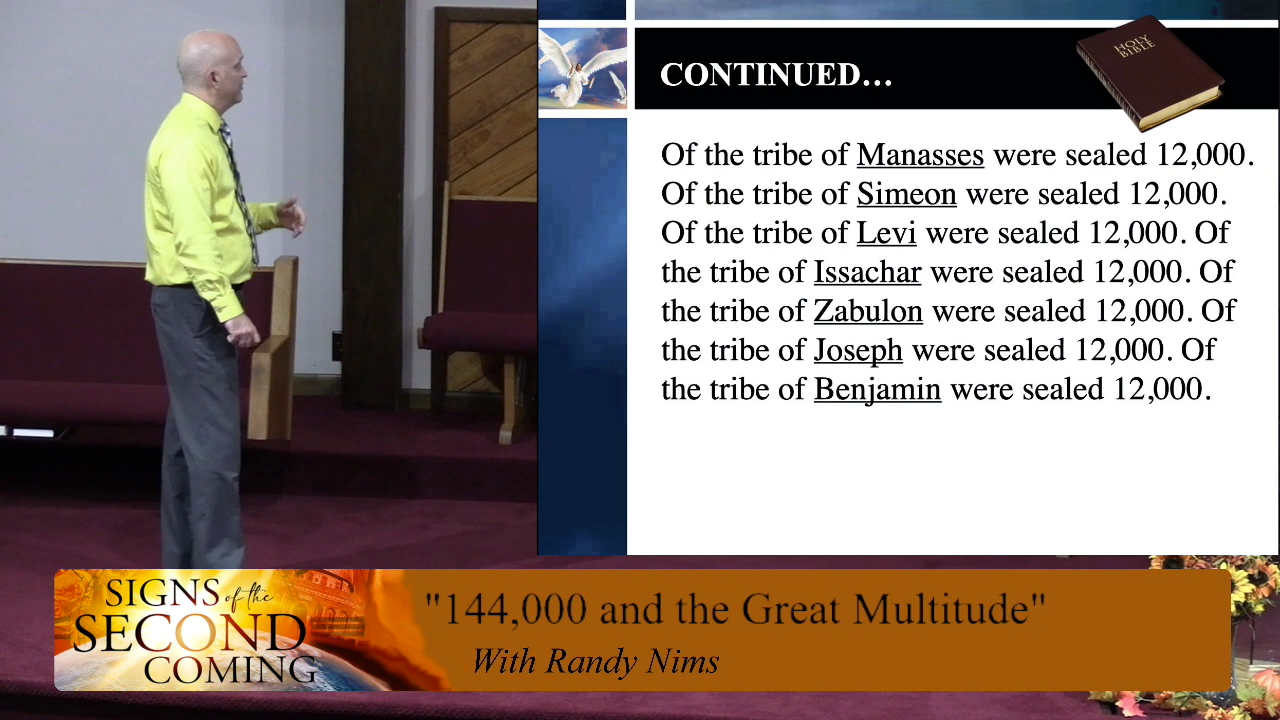 HOLY
BIBLE
CONTINUED...
Of the tribe of Manasses were sealed 12,000.
Of the tribe of Simeon were sealed 12,000.
Of the tribe of Levi were sealed 12,000. Of
the tribe of Issachar were sealed 12,000. Of
the tribe of Zabulon were sealed 12,000. Of
the tribe of Joseph were sealed 12,000. Of
the tribe of Benjamin were sealed 12,000.
SIGNS of the
SECOND
COMING
"144,000 and the Great Multitude"
With Randy Nims